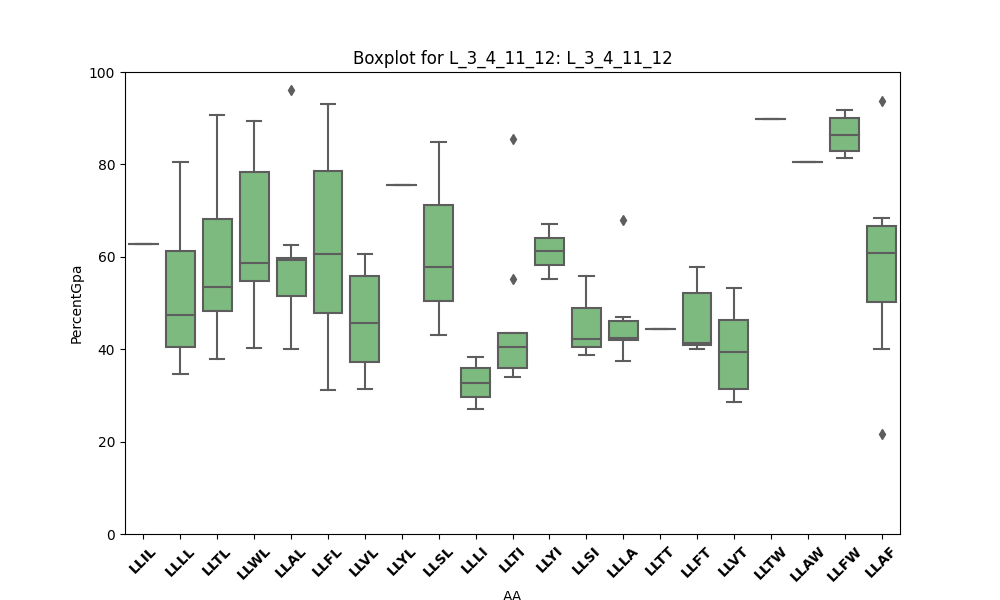 Boxplot for L_3_4_11_12: L_3_4_11_12
100
80
60
40
20
0
PercentGpa
LLIL LLLL LLTL LLWL LLAL LLFL LLVL LLYL LLSL LLLI LLTI LLYI LLSI LLLA LLTT LLFT LLVT LLTW LLAW LLFW LLAF
AA